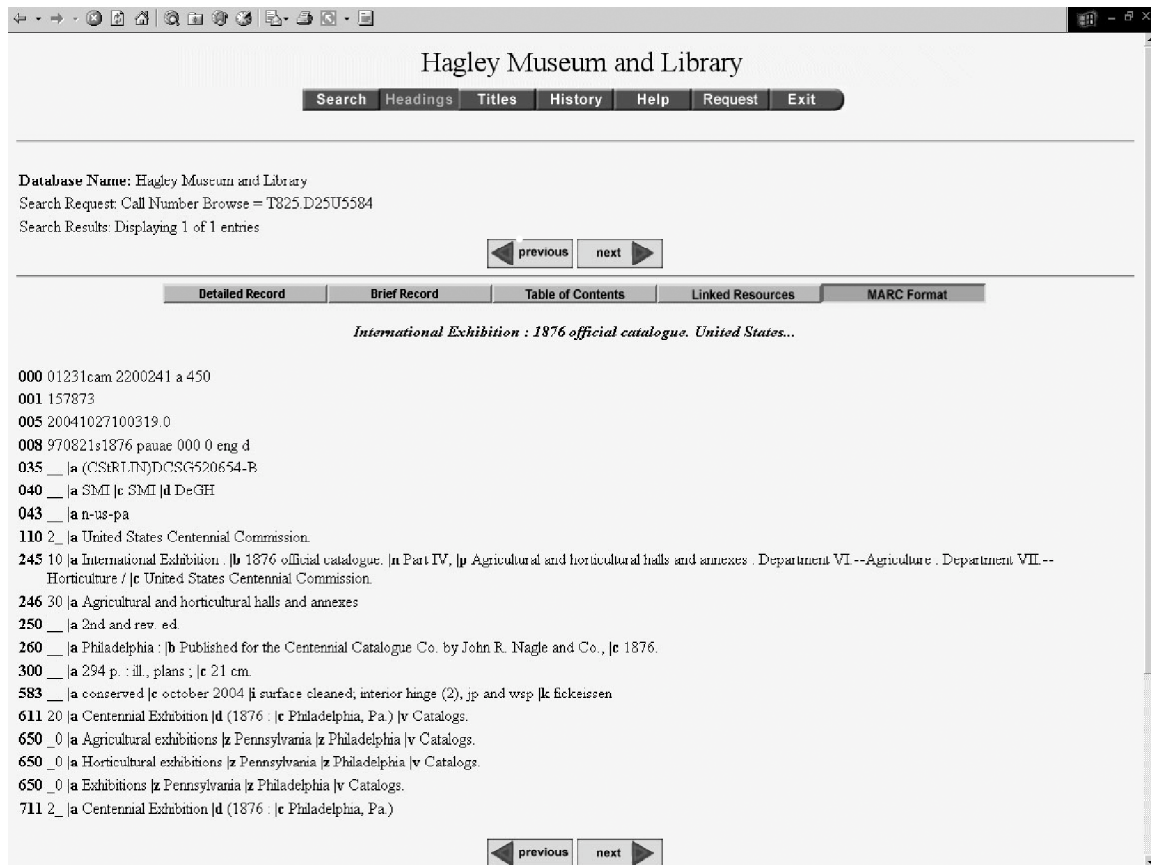 Hagley Museum and Library
Search Headings Titles History Help Request Exit
Database Name: Hagley Museum and Library
Search Request: Call Number Browse = T825.D25U5584
Search Results: Displaying 1 of 1 entries
previous next
Detailed Record Brief Record Table of Contents Linked Resources MARC Format
International Exhibition : 1876 official catalogue. United States...
000 01231cam 2200241 a 450
001 157873
005 20041027100319.0
008 970821s1876 pauae 000 0 eng d
035 __ |a (CStRLIN)DCSG520654-B
040 __ |a SMI |c SMI |d DeGH
043 __ |a n-us-pa
110 2_ |a United States Centennial Commission.
245 10 |a International Exhibition : |b 1876 official catalogue. |n Part IV, |p Agricultural and horticultural halls and annexes : Department VI.--Agriculture : Department VII.--
Horticulture / |c United States Centennial Commission.
246 30 |a Agricultural and horticultural halls and annexes
250 __ |a 2nd and rev. ed.
260 __ |a Philadelphia : |b Published for the Centennial Catalogue Co. by John R. Nagle and Co., |c 1876.
300 __ |a 294 p. : ill., plans ; |c 21 cm.
583 __ |a conserved |c october 2004 |i surface cleaned; interior hinge (2), jp and wsp |k fickeissen
611 20 |a Centennial Exhibition |d (1876 : |c Philadelphia, Pa.) |v Catalogs.
650 _0 |a Agricultural exhibitions |z Pennsylvania |z Philadelphia |v Catalogs.
650 _0 |a Horticultural exhibitions |z Pennsylvania |z Philadelphia |v Catalogs.
650 _0 |a Exhibitions |z Pennsylvania |z Philadelphia |v Catalogs.
711 2_ |a Centennial Exhibition |d (1876 : |c Philadelphia, Pa.)
previous next